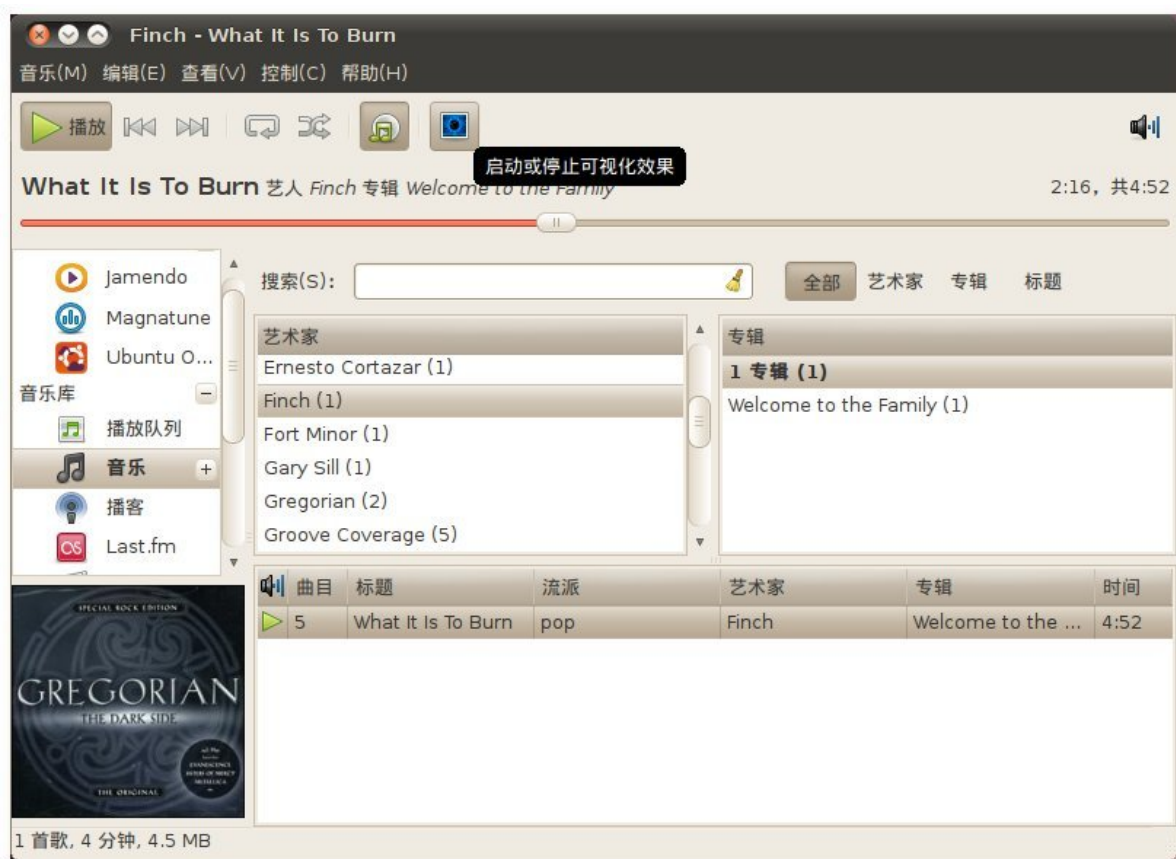 Finch - What It Is To Burn
音乐(M) 编辑(E) 查看(V) 控制(C) 帮助(H)
播放
启动或停止可视化效果
What It Is To Burn 艺人 Finch 专辑 Welcome to the Family 2:16，共4:52
Jamendo
Magnatune
Ubuntu O...
音乐库
播放队列
音乐
播客
Last.fm
搜索(S):
全部 艺术家 专辑 标题
艺术家
Ernesto Cortazar (1)
Finch (1)
Fort Minor (1)
Gary Sill (1)
Gregorian (2)
Groove Coverage (5)
专辑
1 专辑 (1)
Welcome to the Family (1)
曲目 标题 流派 艺术家 专辑 时间
5 What It Is To Burn pop Finch Welcome to the ... 4:52
SPECIAL ROCK EDITION
GREGORIAN
THE DARK SIDE
THE ORIGINAL
1 首歌, 4 分钟, 4.5 MB